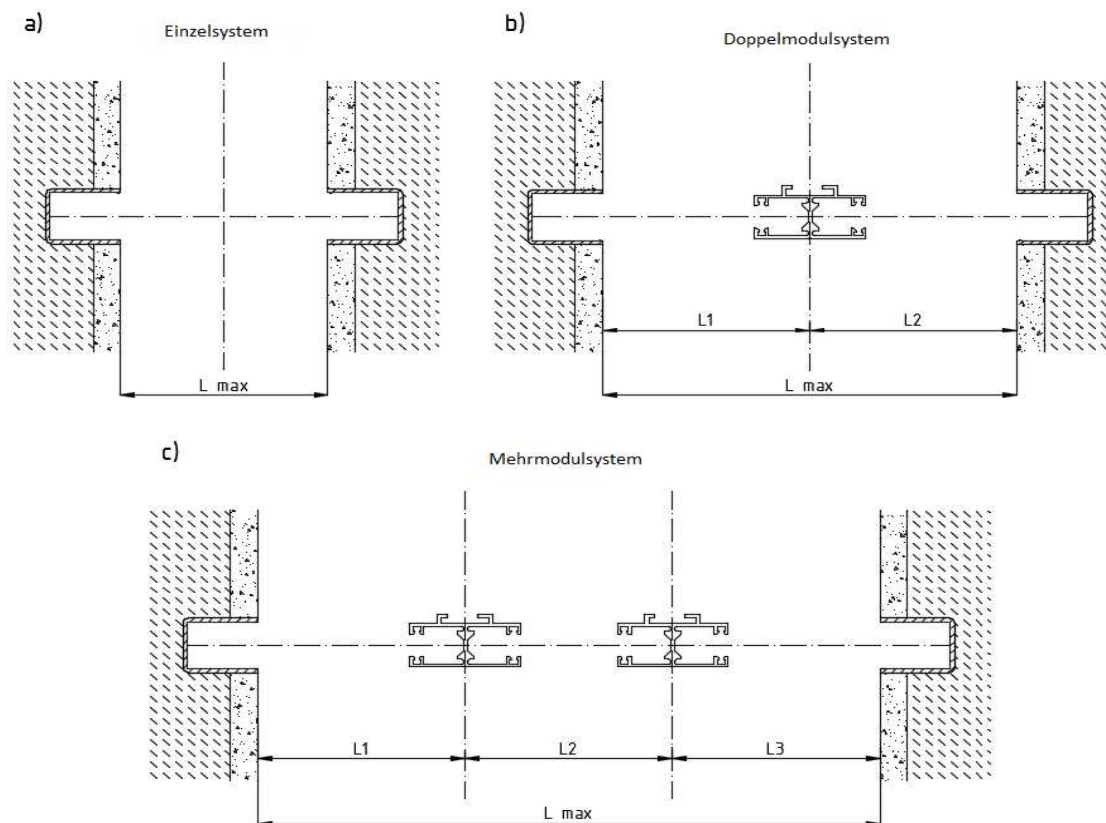 a)
Einzelsystem
b)
Doppelmodulsystem
L max
L1
L2
L max
c)
Mehrmodulsystem
L1
L2
L3
L max